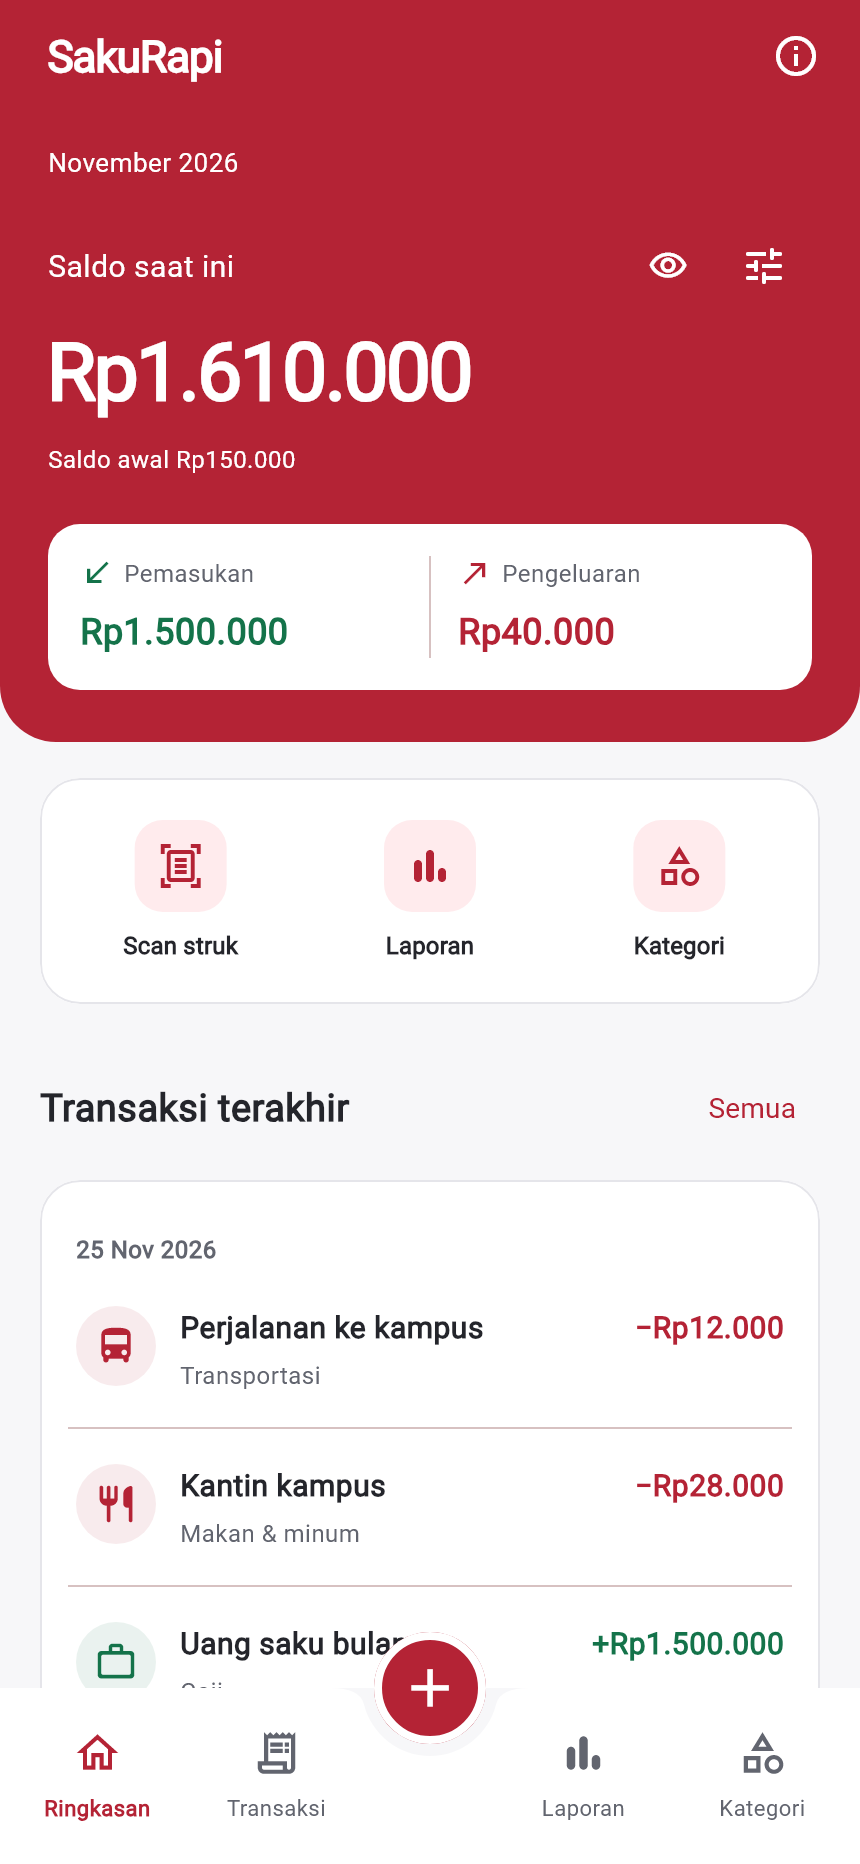 SakuRapi
November 2026
Saldo saat ini
Rp1.610.000
Saldo awal Rp150.000
Pemasukan
Rp1.500.000
Pengeluaran
Rp40.000
Scan struk
Laporan
Kategori
Transaksi terakhir
Semua
25 Nov 2026
Perjalanan ke kampus
−Rp12.000
Transportasi
Kantin kampus
−Rp28.000
Makan & minum
Uang saku
+Rp1.500.000
Ringkasan
Transaksi
Laporan
Kategori